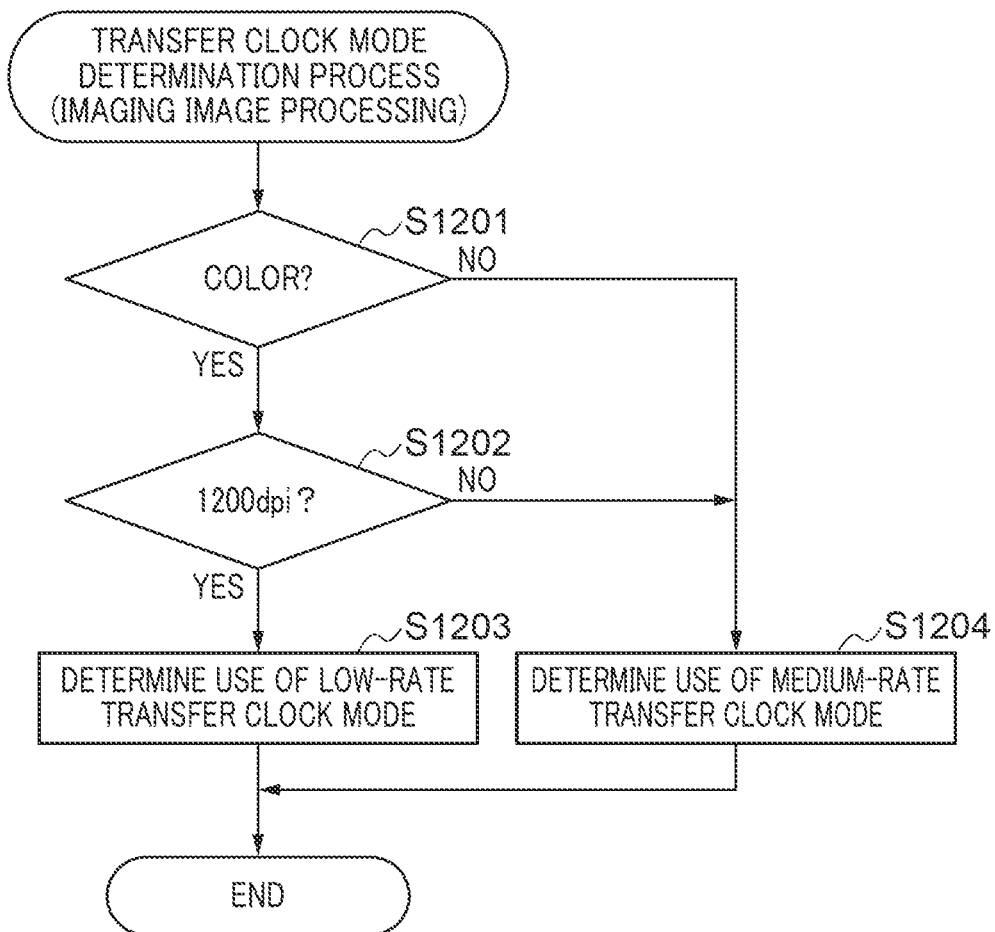 TRANSFER CLOCK MODE
DETERMINATION PROCESS
(IMAGING IMAGE PROCESSING)
S1201
COLOR?
NO
YES
S1202
1200dpi?
NO
YES
S1203
DETERMINE USE OF LOW-RATE
TRANSFER CLOCK MODE
S1204
DETERMINE USE OF MEDIUM-RATE
TRANSFER CLOCK MODE
END